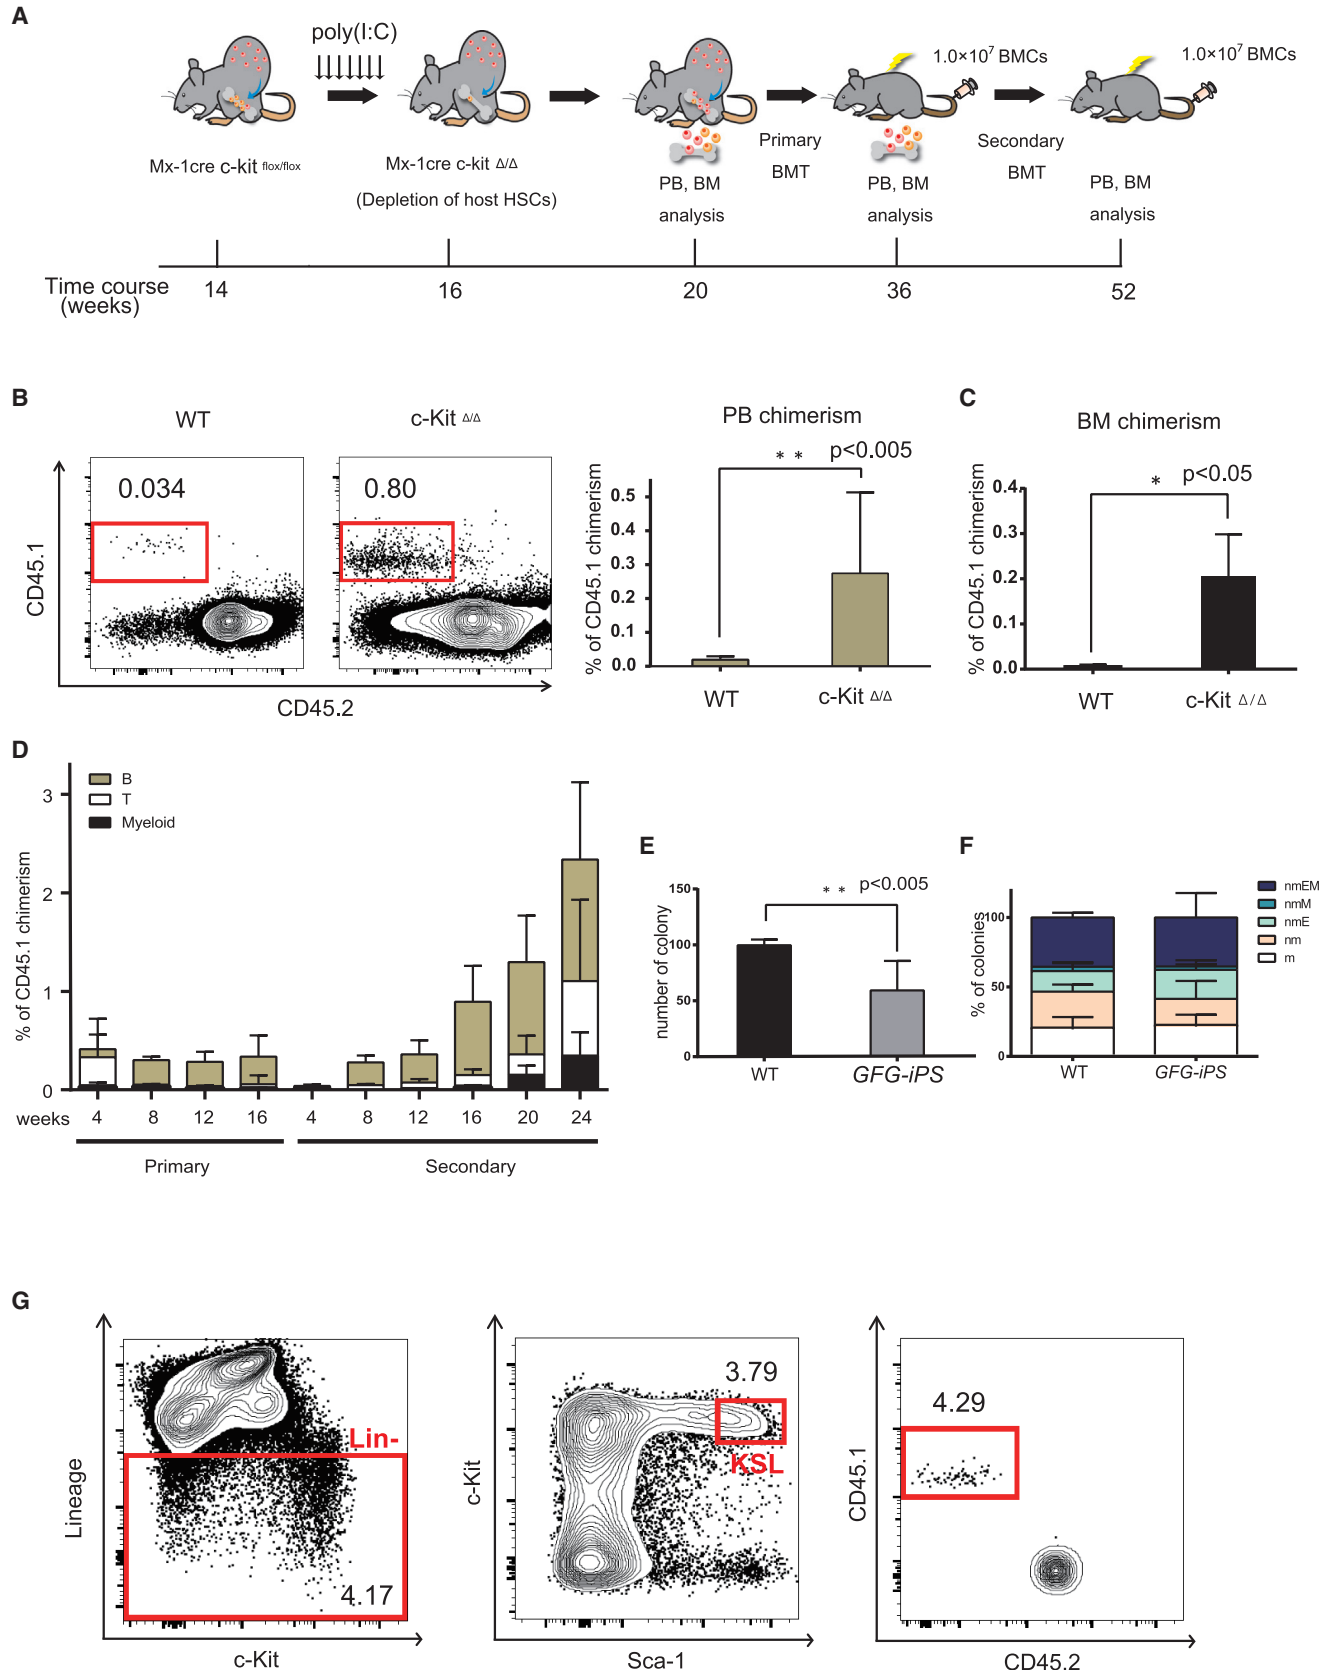 A
poly(I:C)
1.0×10⁷ BMCs
1.0×10⁷ BMCs
Mx-1cre c-kit flox/flox
Mx-1cre c-kit Δ/Δ
(Depletion of host HSCs)
PB, BM
analysis
Primary
BMT
PB, BM
analysis
Secondary
BMT
PB, BM
analysis
Time course
(weeks)
14
16
20
36
52
B
WT
c-Kit Δ/Δ
0.034
0.80
CD45.1
CD45.2
PB chimerism
* *
p<0.005
% of CD45.1 chimerism
0.5
0.4
0.3
0.2
0.1
0.0
WT
c-Kit Δ/Δ
C
BM chimerism
*
p<0.05
% of CD45.1 chimerism
0.4
0.3
0.2
0.1
0.0
WT
c-Kit Δ/Δ
D
B
T
Myeloid
% of CD45.1 chimerism
3
2
1
0
weeks
4 8 12 16 4 8 12 16 20 24
Primary
Secondary
E
* *
p<0.005
number of colony
150
100
50
0
WT
GFG-iPS
F
% of colonies
100
50
0
WT
GFG-iPS
nmEM
nmM
nmE
nm
m
G
Lineage
Lin-
4.17
c-Kit
c-Kit
3.79
KSL
Sca-1
CD45.1
4.29
CD45.2